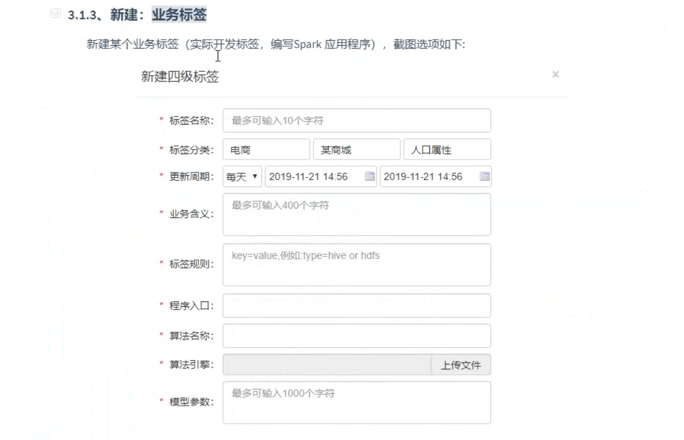 3.1.3、新建：业务标签
新建某个业务标签（实际开发标签，编写Spark 应用程序），截图选项如下:
新建四级标签 ×
* 标签名称: 最多可输入10个字符
* 标签分类: 电商 某商城 人口属性
* 更新周期: 每天 2019-11-21 14:56 2019-11-21 14:56
* 业务含义: 最多可输入400个字符
* 标签规则: key=value,例如:type=hive or hdfs
* 程序入口:
* 算法名称:
* 算法引擎: 上传文件
* 模型参数: 最多可输入1000个字符